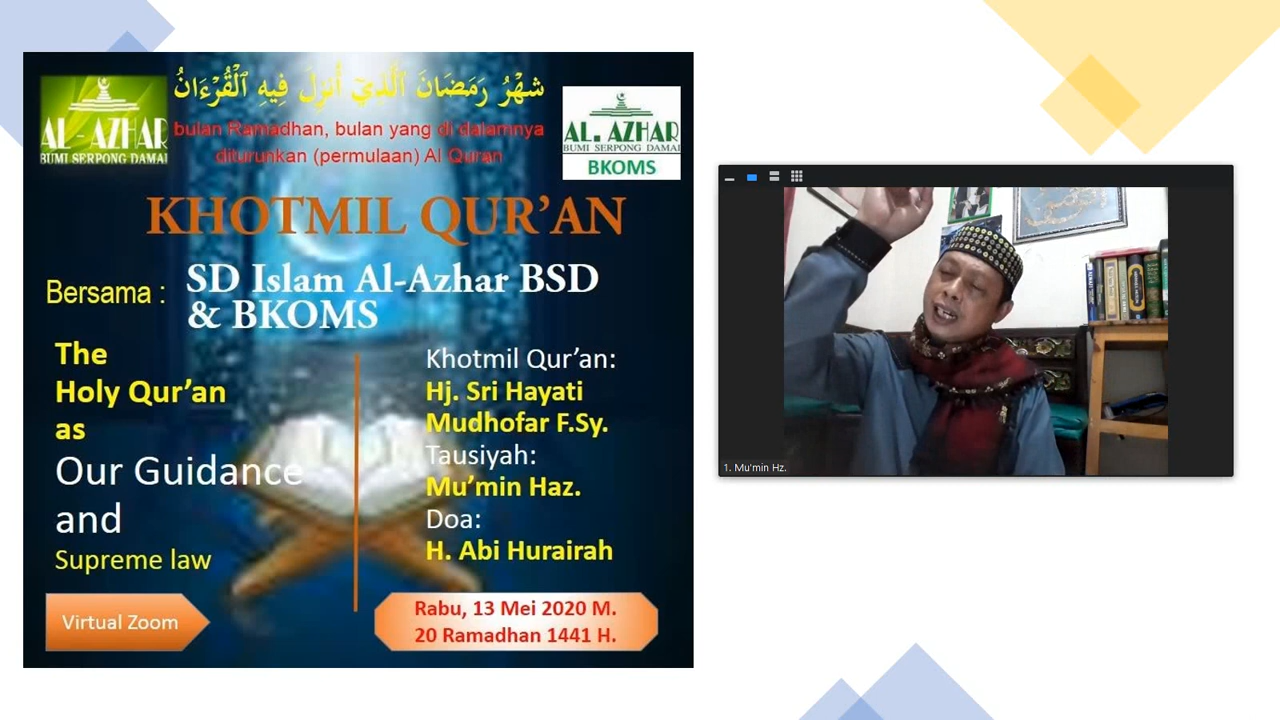 شَهْرُ رَمَضَانَ ٱلَّذِيٓ أُنزِلَ فِيهِ ٱلْقُرْءَانُ
AL-AZHAR
BUMI SERPONG DAMAI
bulan Ramadhan, bulan yang di dalamnya
diturunkan (permulaan) Al Quran
AL. AZHAR
BUMI SERPONG DAMAI
BKOMS
KHOTMIL QUR’AN
Bersama :
SD Islam Al-Azhar BSD
& BKOMS
The
Holy Qur’an
as
Our Guidance
and
Supreme law
Khotmil Qur’an:
Hj. Sri Hayati
Mudhofar F.Sy.
Tausiyah:
Mu’min Haz.
Doa:
H. Abi Hurairah
Virtual Zoom
Rabu, 13 Mei 2020 M.
20 Ramadhan 1441 H.
1. Mu'min Hz.